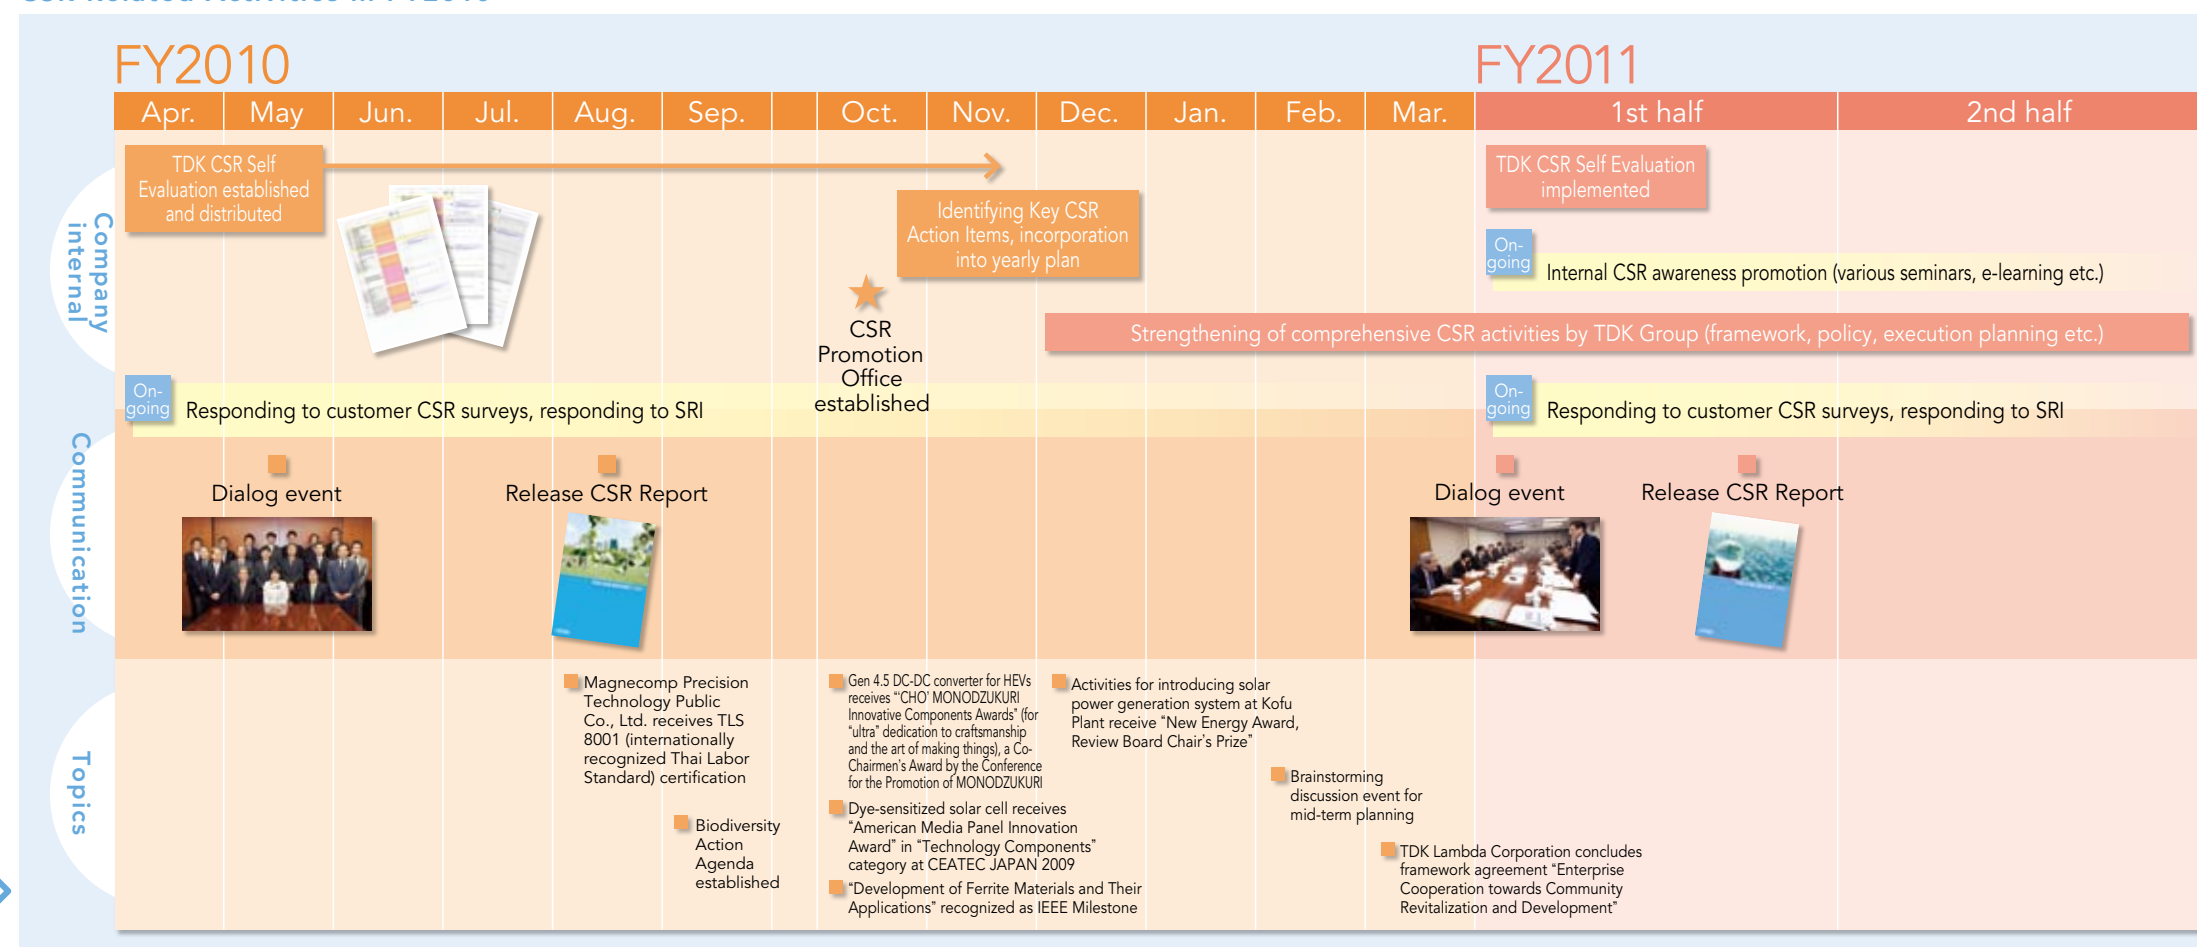 CSR-Related Activities in FY2010
FY2010
FY2011
Apr.
May
Jun.
Jul.
Aug.
Sep.
Oct.
Nov.
Dec.
Jan.
Feb.
Mar.
1st half
2nd half
Company
internal
TDK CSR Self
Evaluation established
and distributed
Identifying Key CSR
Action Items, incorporation
into yearly plan
CSR
Promotion
Office
established
TDK CSR Self Evaluation
implemented
On-
going
Internal CSR awareness promotion (various seminars, e-learning etc.)
Strengthening of comprehensive CSR activities by TDK Group (framework, policy, execution planning etc.)
On-
going
Responding to customer CSR surveys, responding to SRI
On-
going
Responding to customer CSR surveys, responding to SRI
Communication
Dialog event
Release CSR Report
Dialog event
Release CSR Report
Topics
Magnecomp Precision
Technology Public
Co., Ltd. receives TLS
8001 (internationally
recognized Thai Labor
Standard) certification
Biodiversity
Action
Agenda
established
Gen 4.5 DC-DC converter for HEVs
receives "'CHO' MONODZUKURI
Innovative Components Awards" (for
"ultra" dedication to craftsmanship
and the art of making things), a Co-
Chairmen's Award by the Conference
for the Promotion of MONODZUKURI
Dye-sensitized solar cell receives
"American Media Panel Innovation
Award" in "Technology Components"
category at CEATEC JAPAN 2009
"Development of Ferrite Materials and Their
Applications" recognized as IEEE Milestone
Activities for introducing solar
power generation system at Kofu
Plant receive "New Energy Award,
Review Board Chair's Prize"
Brainstorming
discussion event for
mid-term planning
TDK Lambda Corporation concludes
framework agreement "Enterprise
Cooperation towards Community
Revitalization and Development"